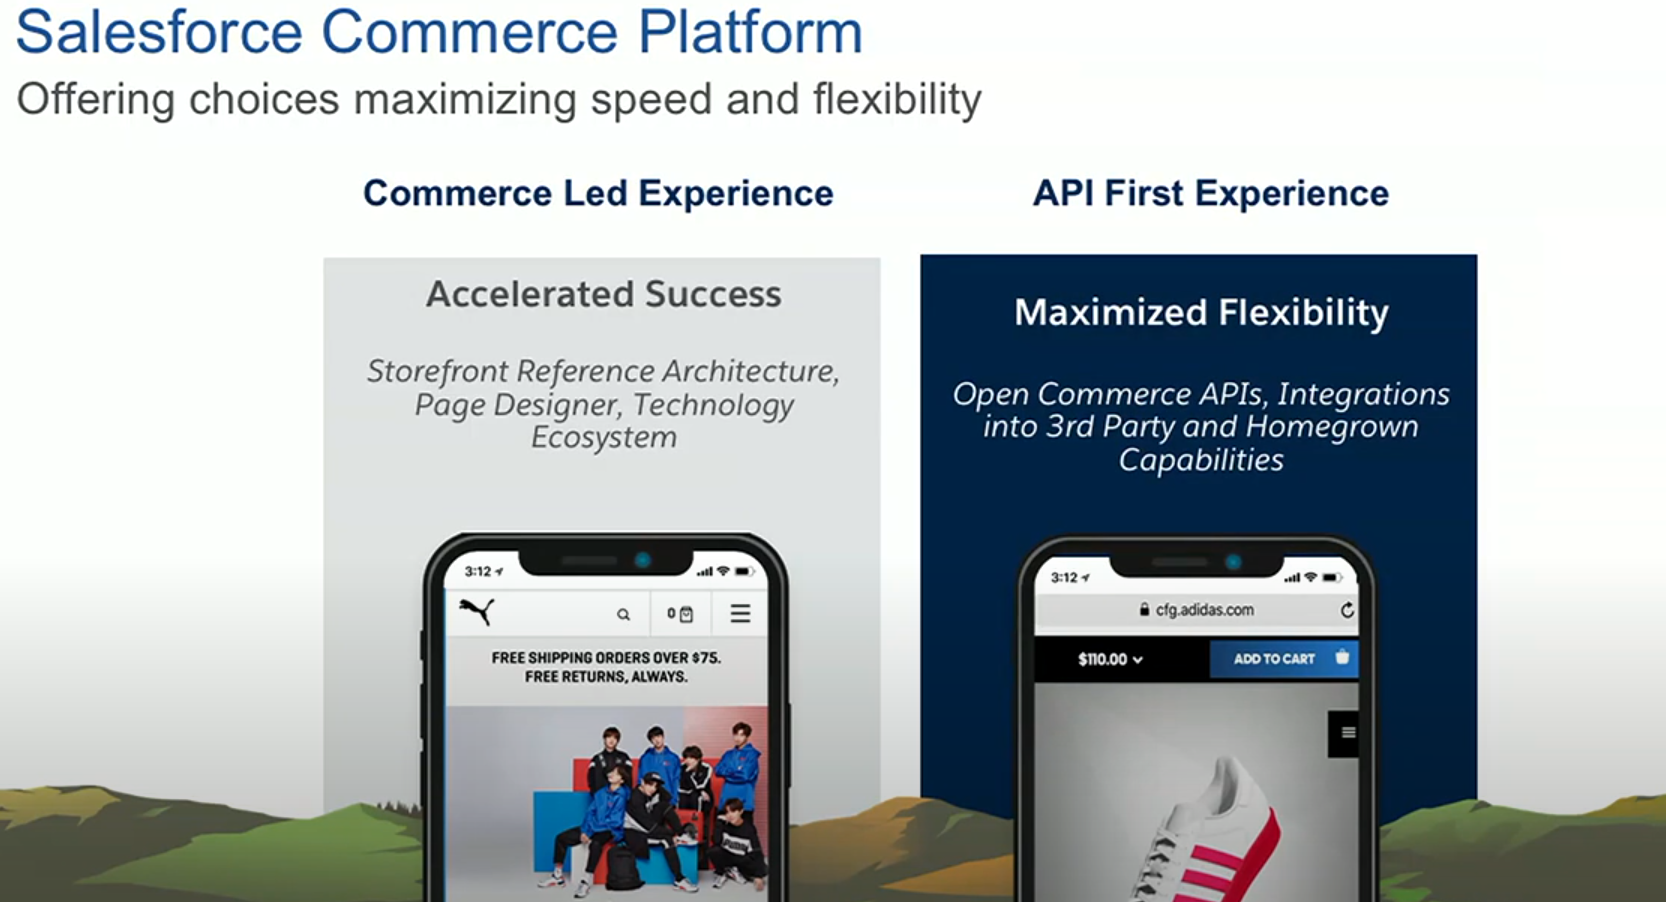 Salesforce Commerce Platform
Offering choices maximizing speed and flexibility
Commerce Led Experience
Accelerated Success
Storefront Reference Architecture,
Page Designer, Technology
Ecosystem
3:12
0
FREE SHIPPING ORDERS OVER $75.
FREE RETURNS, ALWAYS.
API First Experience
Maximized Flexibility
Open Commerce APIs, Integrations
into 3rd Party and Homegrown
Capabilities
3:12
cfg.adidas.com
$110.00 ADD TO CART